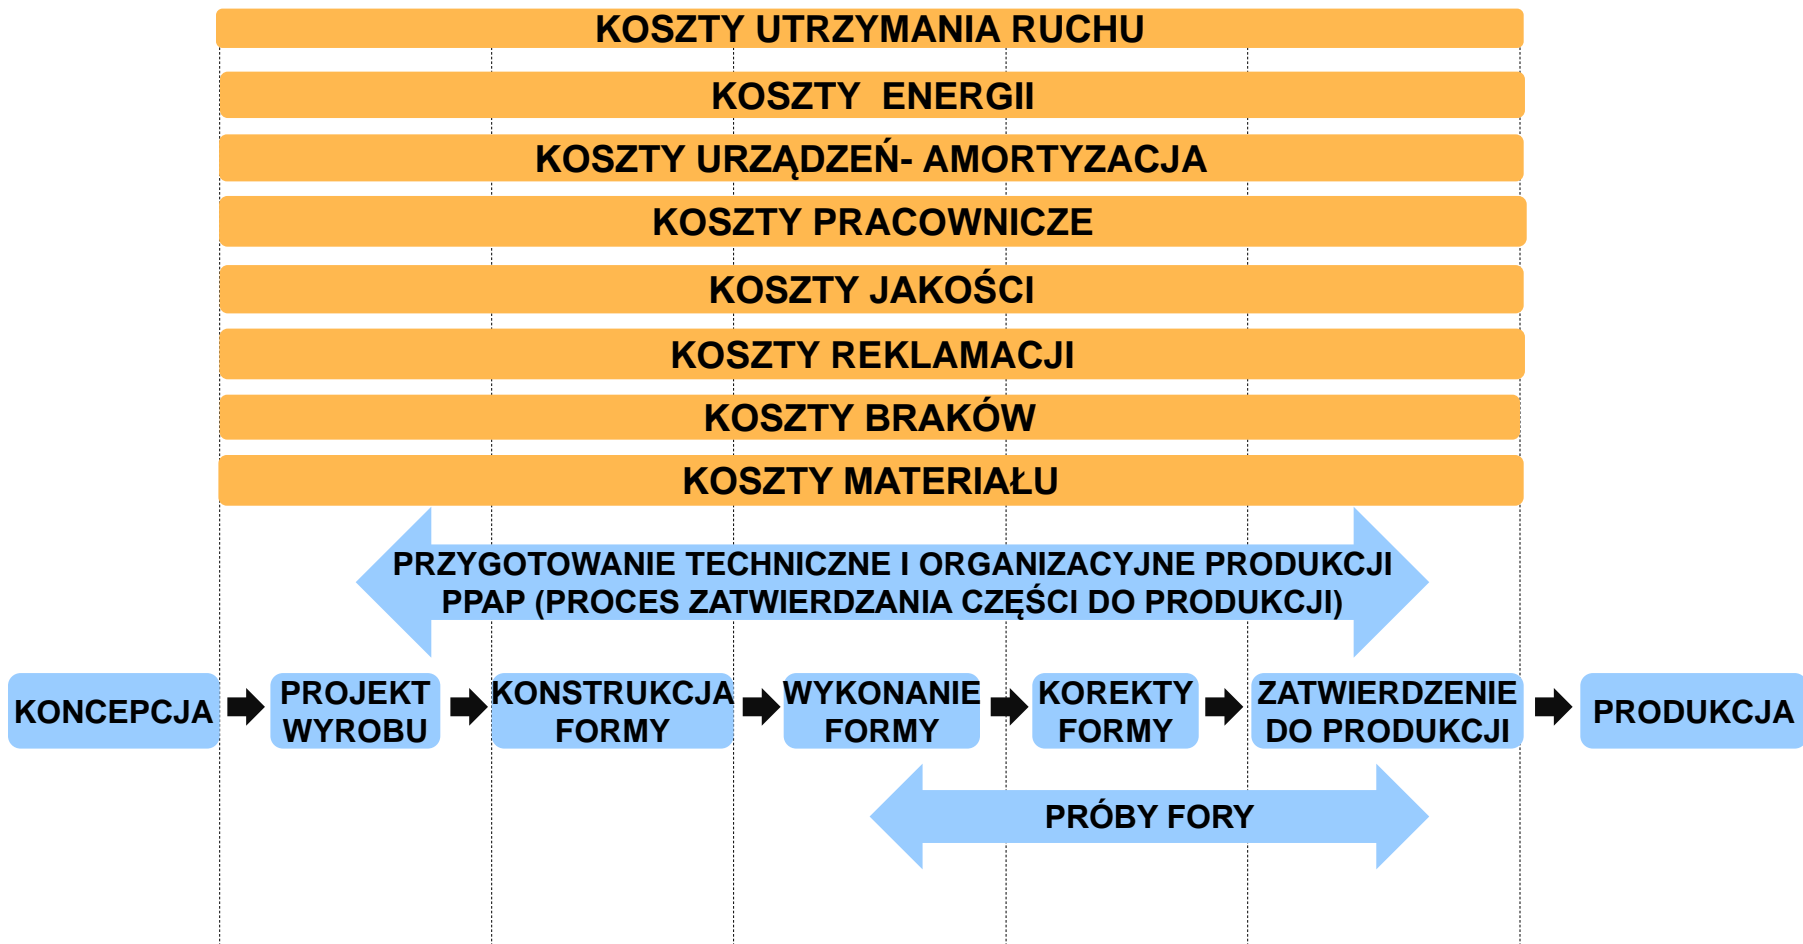 KOSZTY UTRZYMANIA RUCHU
KOSZTY ENERGII
KOSZTY URZĄDZEŃ- AMORTYZACJA
KOSZTY PRACOWNICZE
KOSZTY JAKOŚCI
KOSZTY REKLAMACJI
KOSZTY BRAKÓW
KOSZTY MATERIAŁU
PRZYGOTOWANIE TECHNICZNE I ORGANIZACYJNE PRODUKCJI
PPAP (PROCES ZATWIERDZANIA CZĘŚCI DO PRODUKCJI)
KONCEPCJA
PROJEKT
WYROBU
KONSTRUKCJA
FORMY
WYKONANIE
FORMY
KOREKTY
FORMY
ZATWIERDZENIE
DO PRODUKCJI
PRODUKCJA
PRÓBY FORY